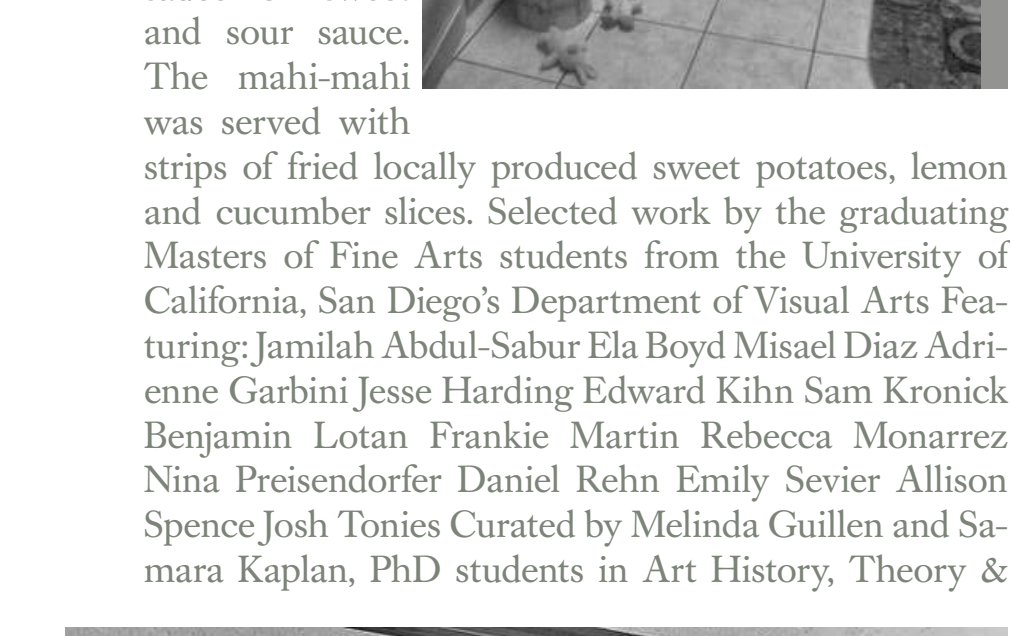 and sour sauce.
The mahi-mahi
was served with
strips of fried locally produced sweet potatoes, lemon
and cucumber slices. Selected work by the graduating
Masters of Fine Arts students from the University of
California, San Diego’s Department of Visual Arts Fea-
turing: Jamilah Abdul-Sabur Ela Boyd Misael Diaz Adri-
enne Garbini Jesse Harding Edward Kihn Sam Kronick
Benjamin Lotan Frankie Martin Rebecca Monarrez
Nina Preisendorfer Daniel Rehn Emily Sevier Allison
Spence Josh Tonies Curated by Melinda Guillen and Sa-
mara Kaplan, PhD students in Art History, Theory &